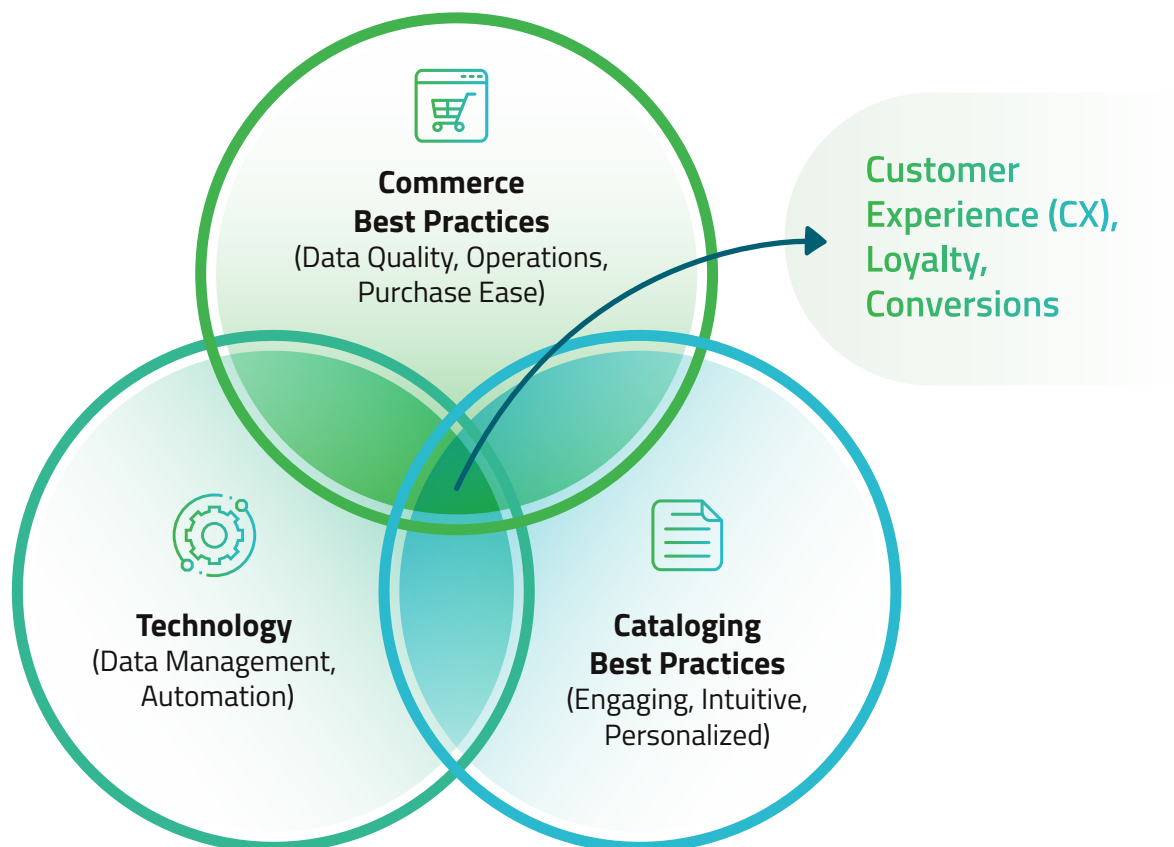 Commerce
Best Practices
(Data Quality, Operations,
Purchase Ease)
Customer
Experience (CX),
Loyalty,
Conversions
Technology
(Data Management,
Automation)
Cataloging
Best Practices
(Engaging, Intuitive,
Personalized)